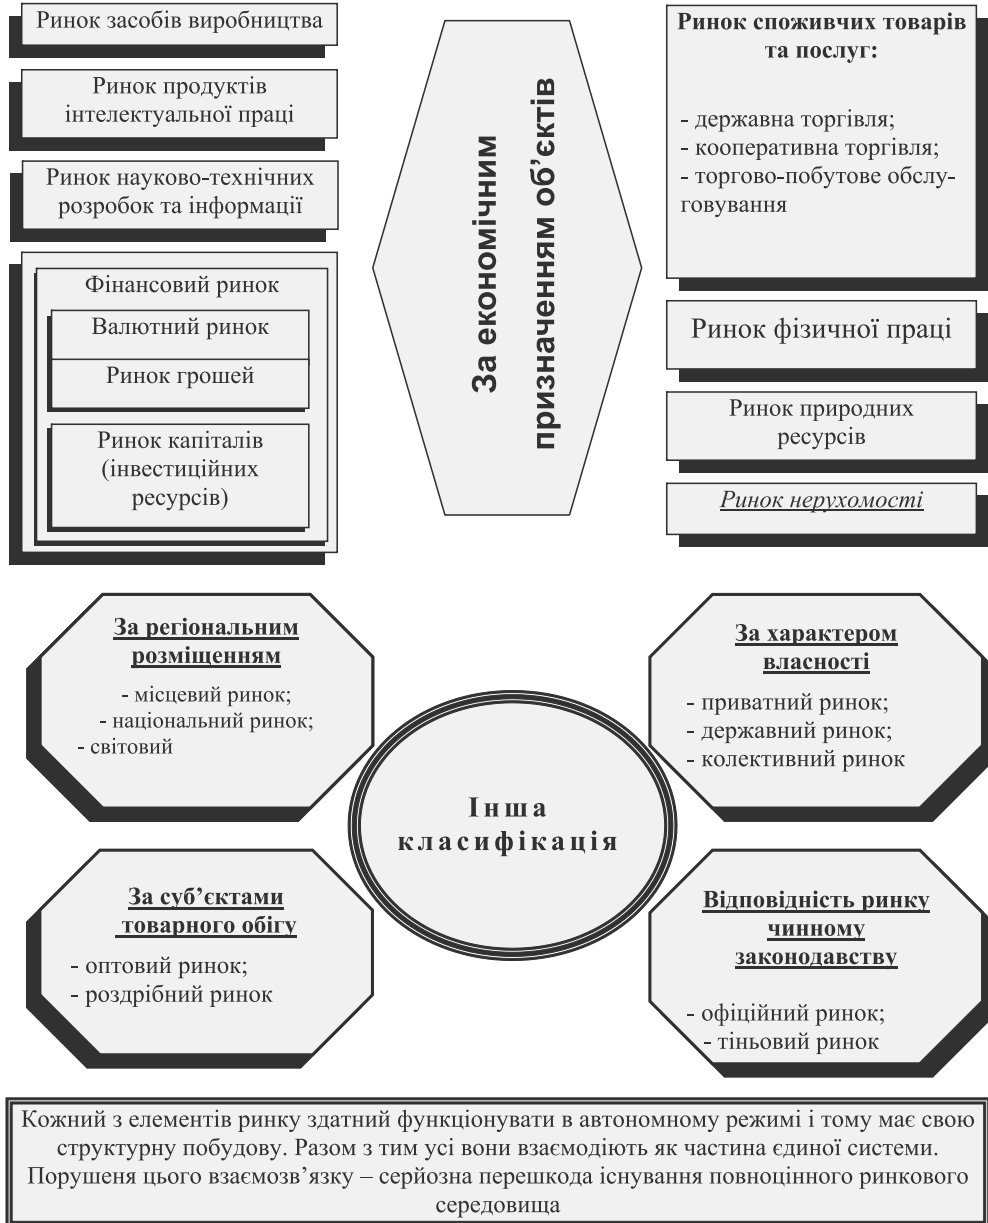 Ринок засобів виробництва
Ринок продуктів
інтелектуальної праці
Ринок науково-технічних
розробок та інформації
Фінансовий ринок
Валютний ринок
Ринок грошей
Ринок капіталів
(інвестиційних
ресурсів)
За економічним
призначенням об’єктів
Ринок споживчих товарів
та послуг:
- державна торгівля;
- кооперативна торгівля;
- торгово-побутове обслу-
говування
Ринок фізичної праці
Ринок природних
ресурсів
Ринок нерухомості
За регіональним
розміщенням
- місцевий ринок;
- національний ринок;
- світовий
За характером
власності
- приватний ринок;
- державний ринок;
- колективний ринок
Інша
класифікація
За суб’єктами
товарного обігу
- оптовий ринок;
- роздрібний ринок
Відповідність ринку
чинному
законодавству
- офіційний ринок;
- тіньовий ринок
Кожний з елементів ринку здатний функціонувати в автономному режимі і тому має свою
структурну побудову. Разом з тим усі вони взаємодіють як частина єдиної системи.
Порушеня цього взаємозв’язку – серйозна перешкода існування повноцінного ринкового
середовища